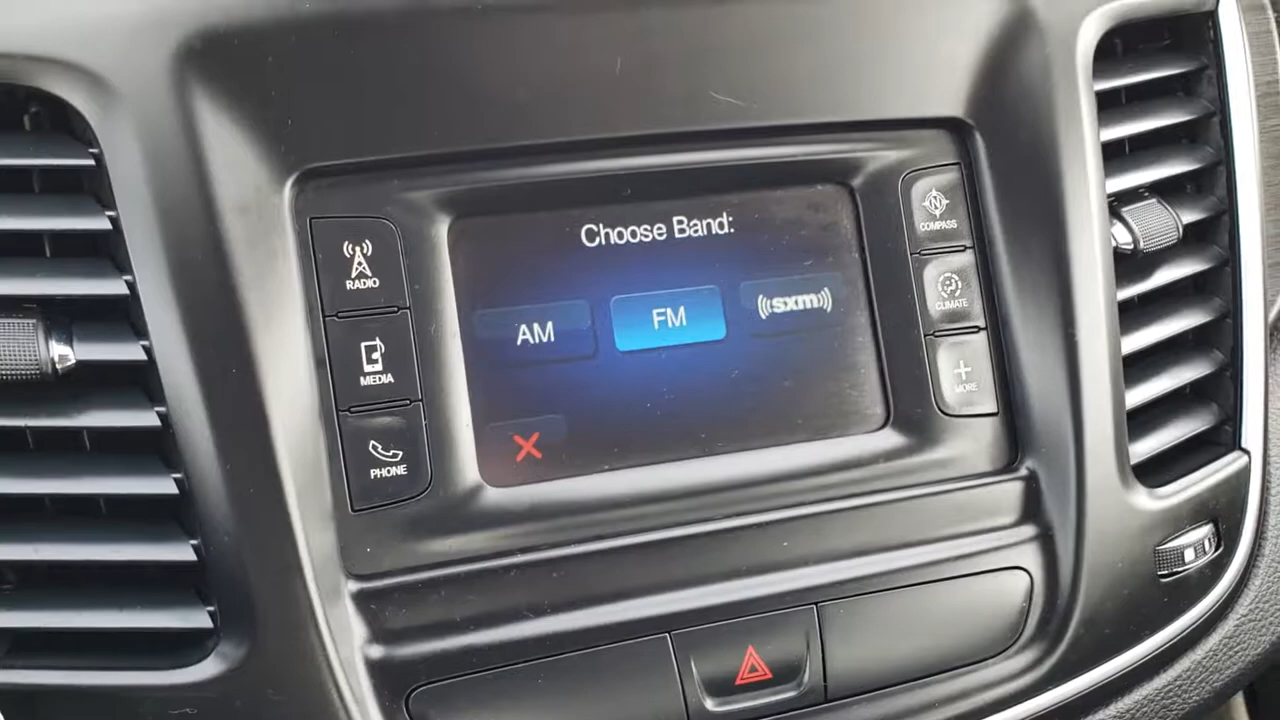 Choose Band:
AM
FM
((sxm))
RADIO
MEDIA
PHONE
N
COMPASS
CLIMATE
MORE